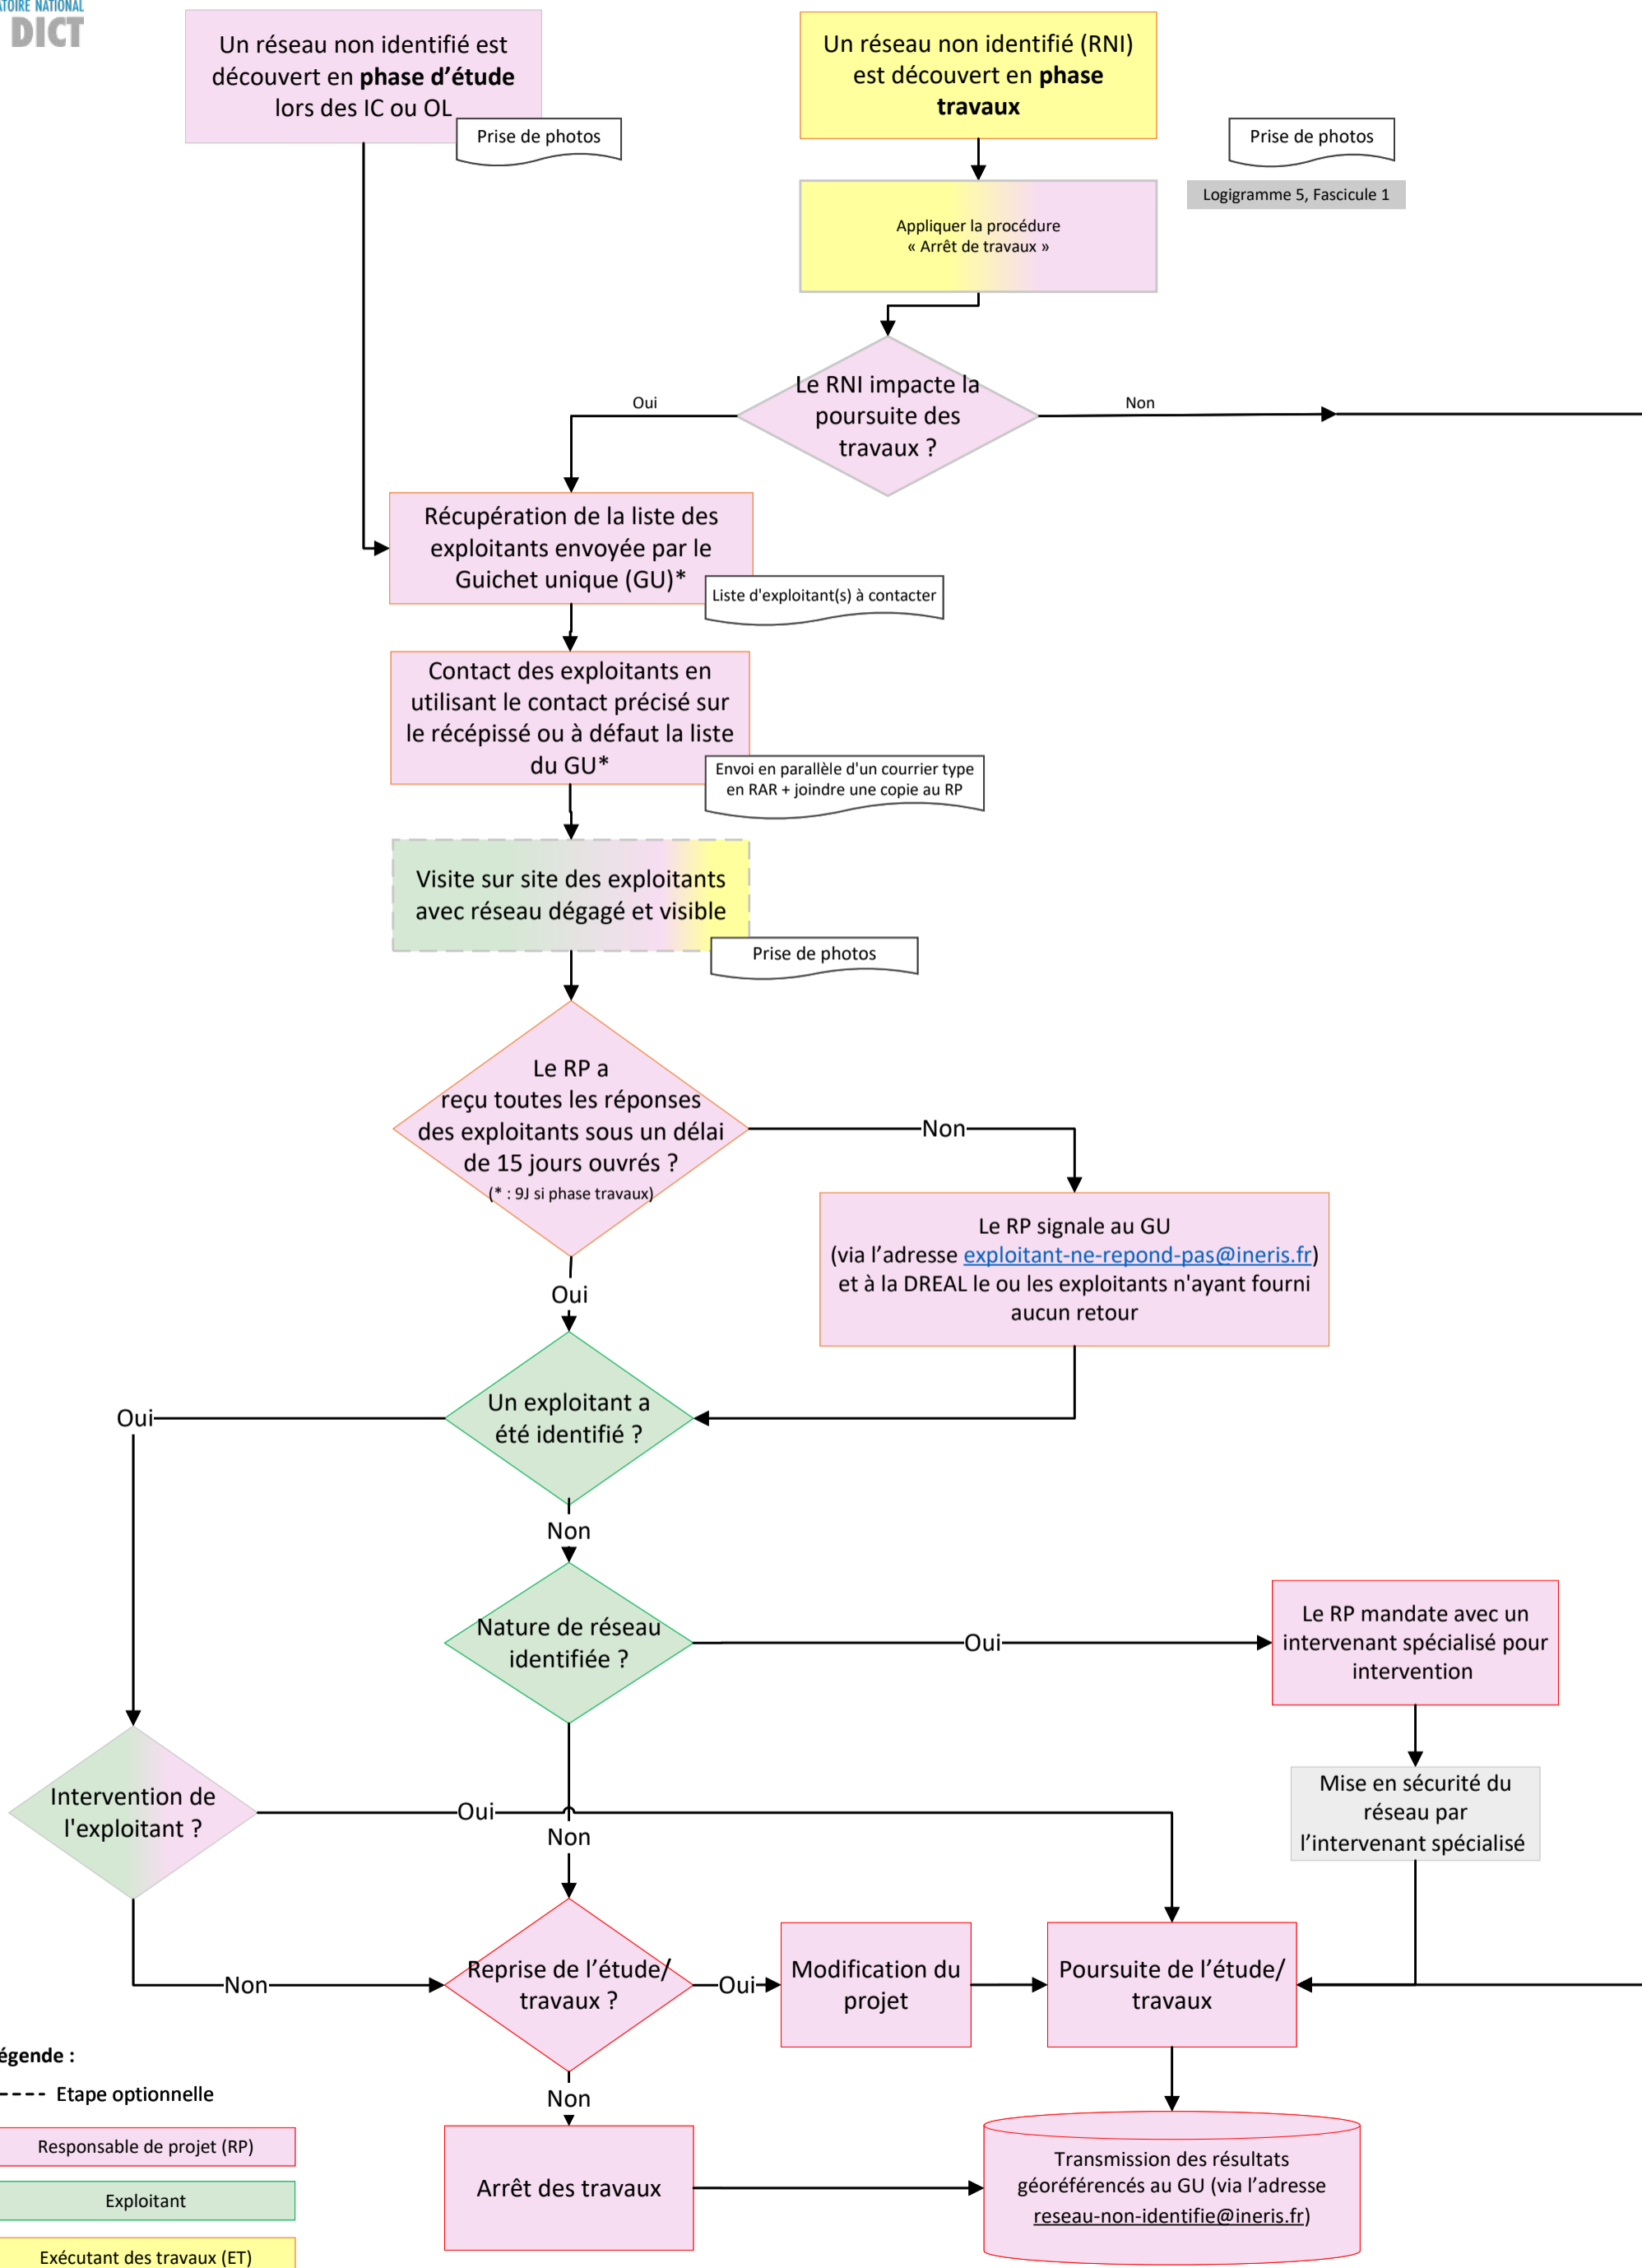 DICT
Un réseau non identifié est
découvert en phase d’étude
lors des IC ou OL
Prise de photos
Un réseau non identifié (RNI)
est découvert en phase
travaux
Prise de photos
Logigramme 5, Fascicule 1
Appliquer la procédure
« Arrêt de travaux »
Le RNI impacte la
poursuite des
travaux ?
Oui
Non
Récupération de la liste des
exploitants envoyée par le
Guichet unique (GU)*
Liste d'exploitant(s) à contacter
Contact des exploitants en
utilisant le contact précisé sur
le récépissé ou à défaut la liste
du GU*
Envoi en parallèle d'un courrier type
en RAR + joindre une copie au RP
Visite sur site des exploitants
avec réseau dégagé et visible
Prise de photos
Le RP a
reçu toutes les réponses
des exploitants sous un délai
de 15 jours ouvrés ?
(* : 9J si phase travaux)
Non
Oui
Le RP signale au GU
(via l’adresse exploitant-ne-repond-pas@ineris.fr)
et à la DREAL le ou les exploitants n'ayant fourni
aucun retour
Un exploitant a
été identifié ?
Oui
Non
Nature de réseau
identifiée ?
Oui
Le RP mandate avec un
intervenant spécialisé pour
intervention
Mise en sécurité du
réseau par
l’intervenant spécialisé
Intervention de
l'exploitant ?
Oui
Non
Non
Reprise de l’étude/
travaux ?
Oui
Modification du
projet
Poursuite de l’étude/
travaux
Non
Arrêt des travaux
Transmission des résultats
géoréférencés au GU (via l’adresse
reseau-non-identifie@ineris.fr)
égende :
Etape optionnelle
Responsable de projet (RP)
Exploitant
Exécutant des travaux (ET)